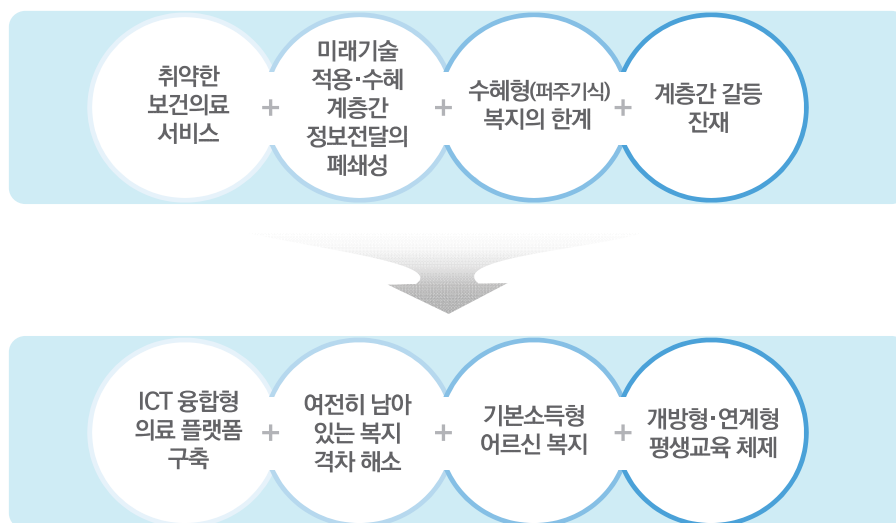 취약한
보건의료
서비스
+
미래기술
적용·수혜
계층간
정보전달의
폐쇄성
+
수혜형(퍼주기식)
복지의 한계
+
계층간 갈등
잔재
ICT 융합형
의료 플랫폼
구축
+
여전히 남아
있는 복지
격차 해소
+
기본소득형
어르신 복지
+
개방형·연계형
평생교육 체제